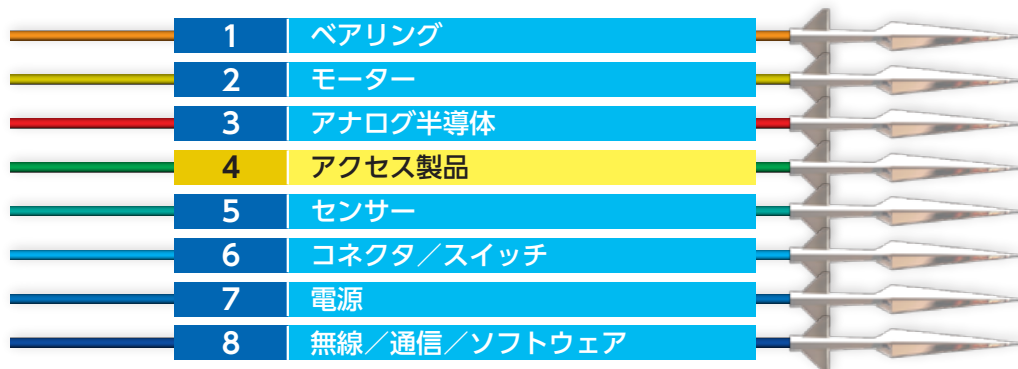 1 ベアリング
2 モーター
3 アナログ半導体
4 アクセス製品
5 センサー
6 コネクタ／スイッチ
7 電源
8 無線／通信／ソフトウェア